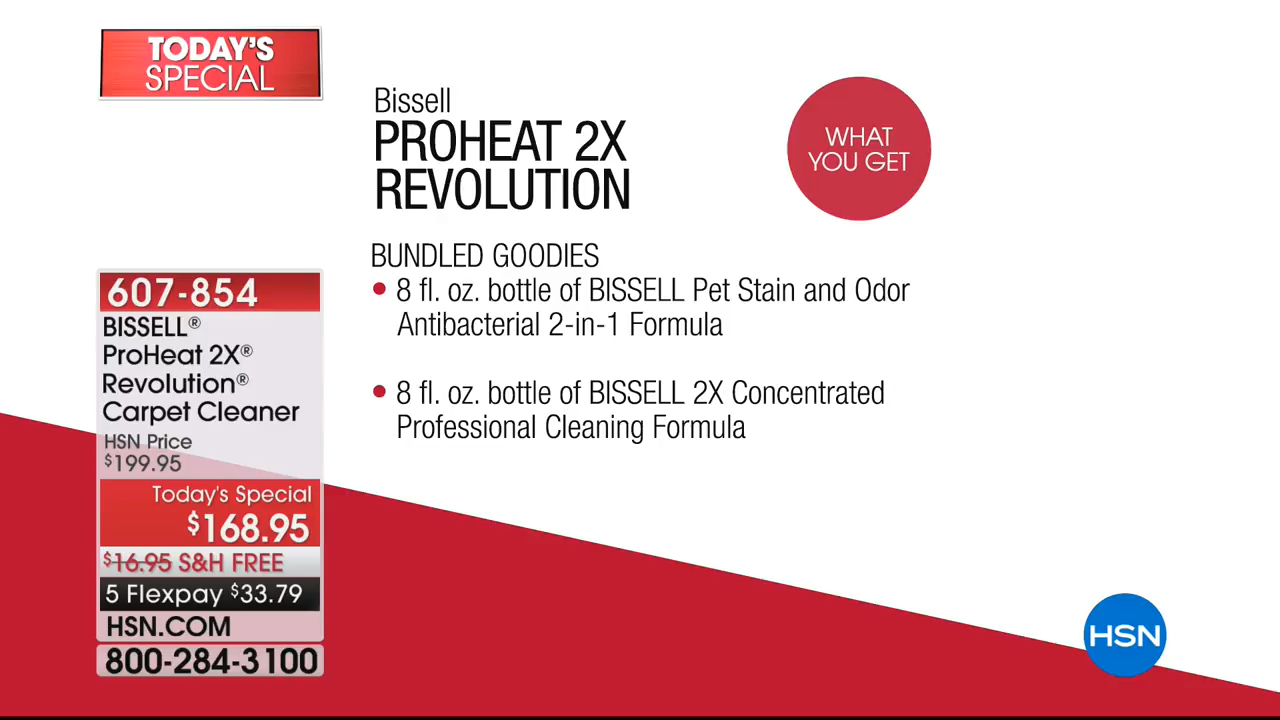 TODAY'S
SPECIAL
Bissell
PROHEAT 2X
REVOLUTION
WHAT
YOU GET
BUNDLED GOODIES
• 8 fl. oz. bottle of BISSELL Pet Stain and Odor
Antibacterial 2-in-1 Formula
• 8 fl. oz. bottle of BISSELL 2X Concentrated
Professional Cleaning Formula
607-854
BISSELL®
ProHeat 2X®
Revolution®
Carpet Cleaner
HSN Price
$199.95
Today's Special
$168.95
$16.95 S&H FREE
5 Flexpay $33.79
HSN.COM
800-284-3100
HSN